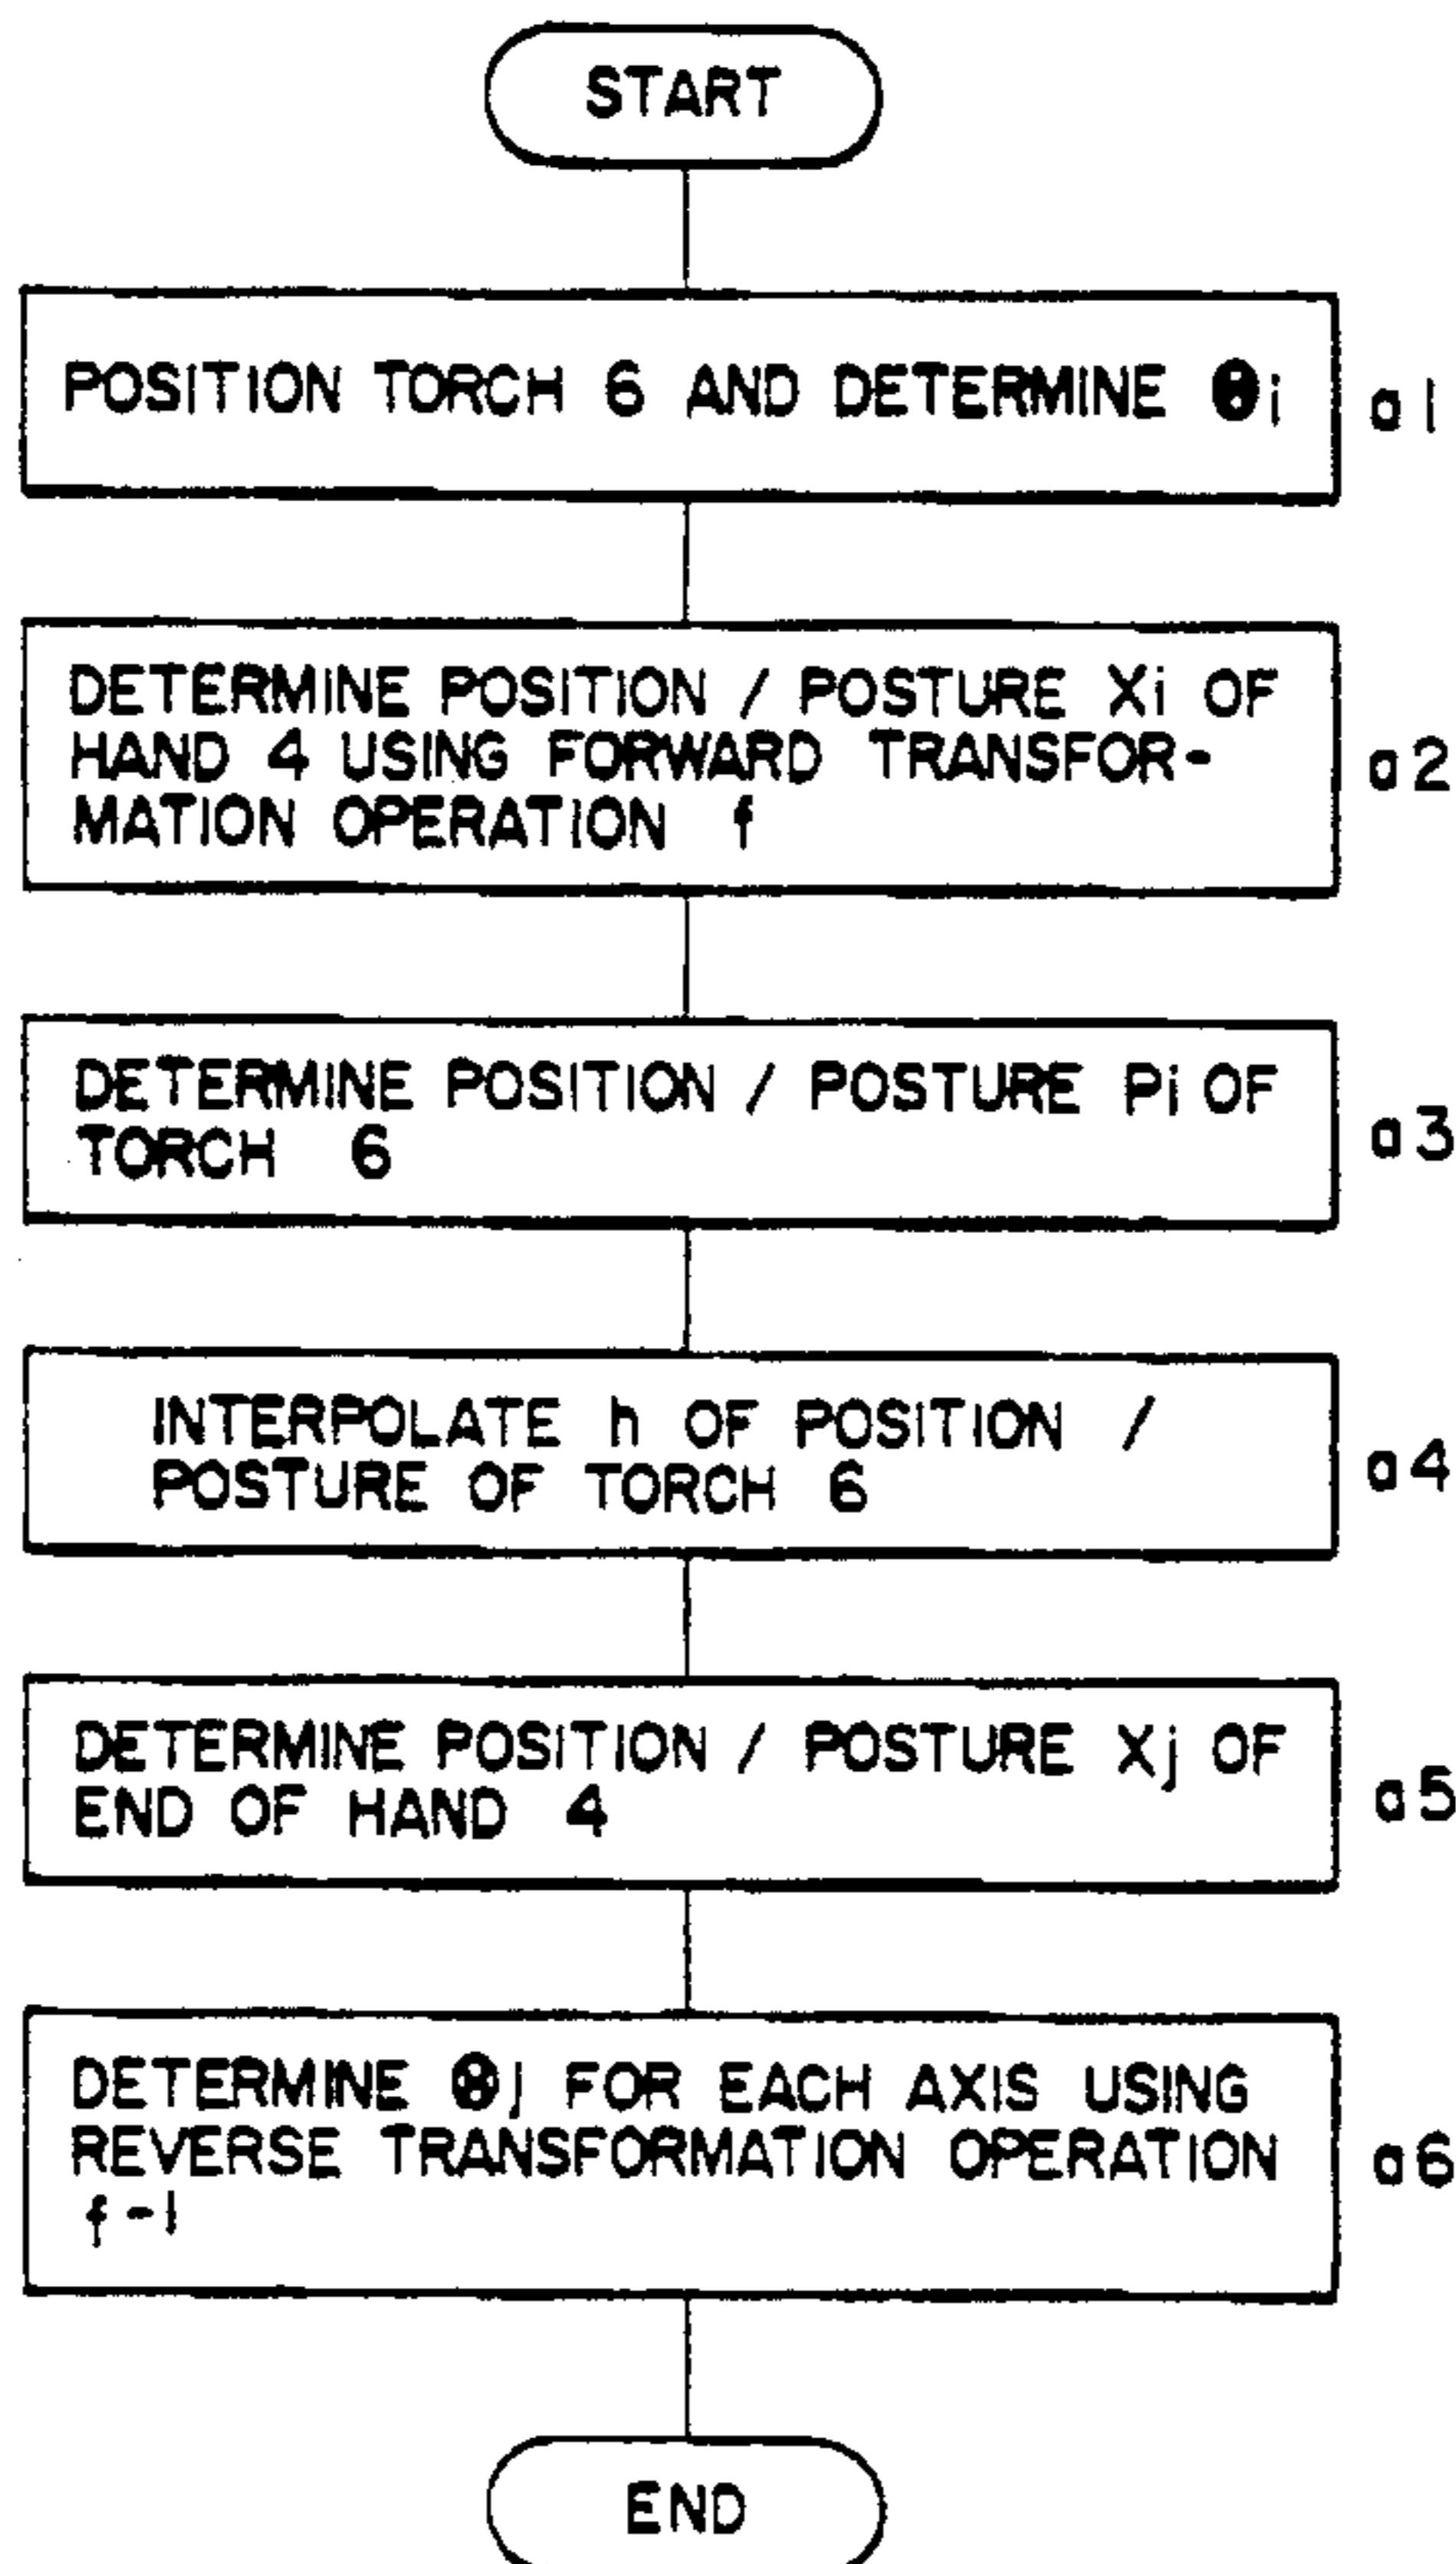 START
POSITION TORCH 6 AND DETERMINE θi
a1
DETERMINE POSITION / POSTURE Xi OF
HAND 4 USING FORWARD TRANSFOR-
MATION OPERATION f
a2
DETERMINE POSITION / POSTURE Pi OF
TORCH 6
a3
INTERPOLATE h OF POSITION /
POSTURE OF TORCH 6
a4
DETERMINE POSITION / POSTURE Xj OF
END OF HAND 4
a5
DETERMINE θj FOR EACH AXIS USING
REVERSE TRANSFORMATION OPERATION
f-1
a6
END